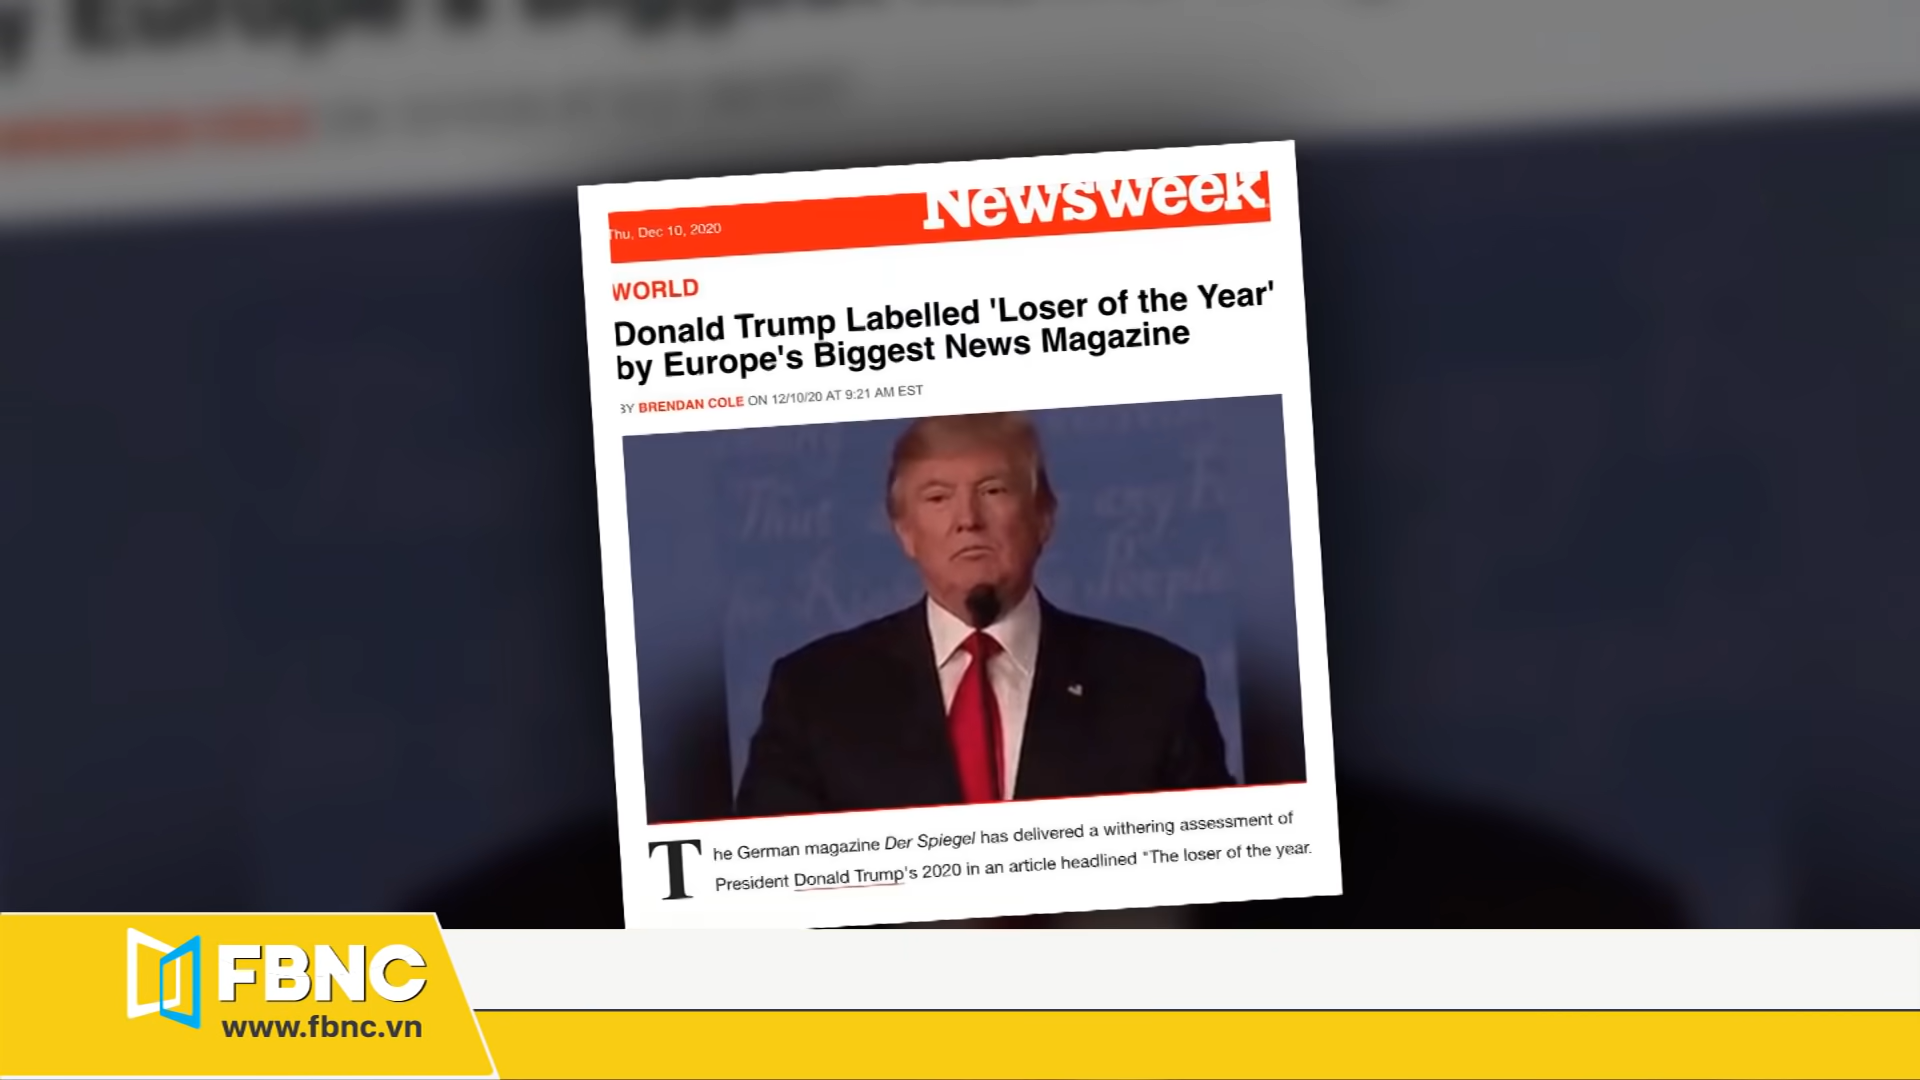 y Europe's Biggest
Thu, Dec 10, 2020
Newsweek
WORLD
Donald Trump Labelled 'Loser of the Year'
by Europe's Biggest News Magazine
BY BRENDAN COLE ON 12/10/20 AT 9:21 AM EST
That
The German magazine Der Spiegel has delivered a withering assessment of
President Donald Trump's 2020 in an article headlined "The loser of the year.
FBNC
www.fbnc.vn